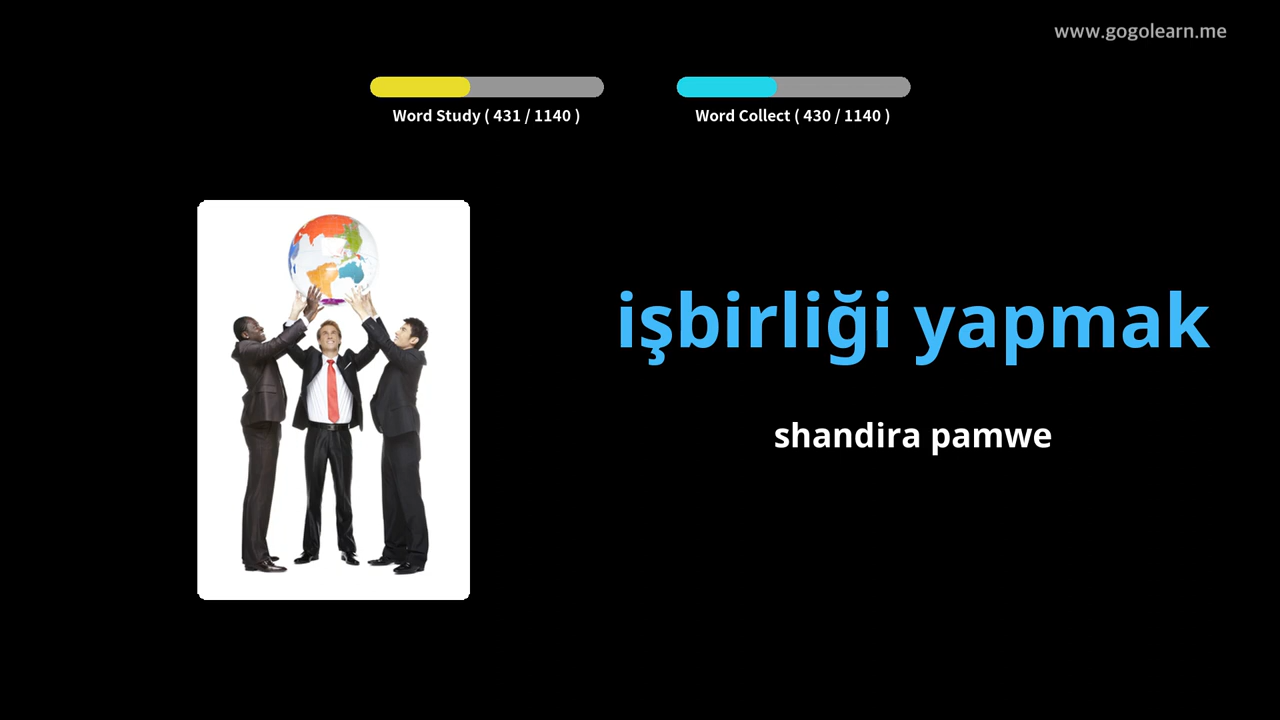 www.gogolearn.me
Word Study ( 431 / 1140 )
Word Collect ( 430 / 1140 )
işbirliği yapmak
shandira pamwe